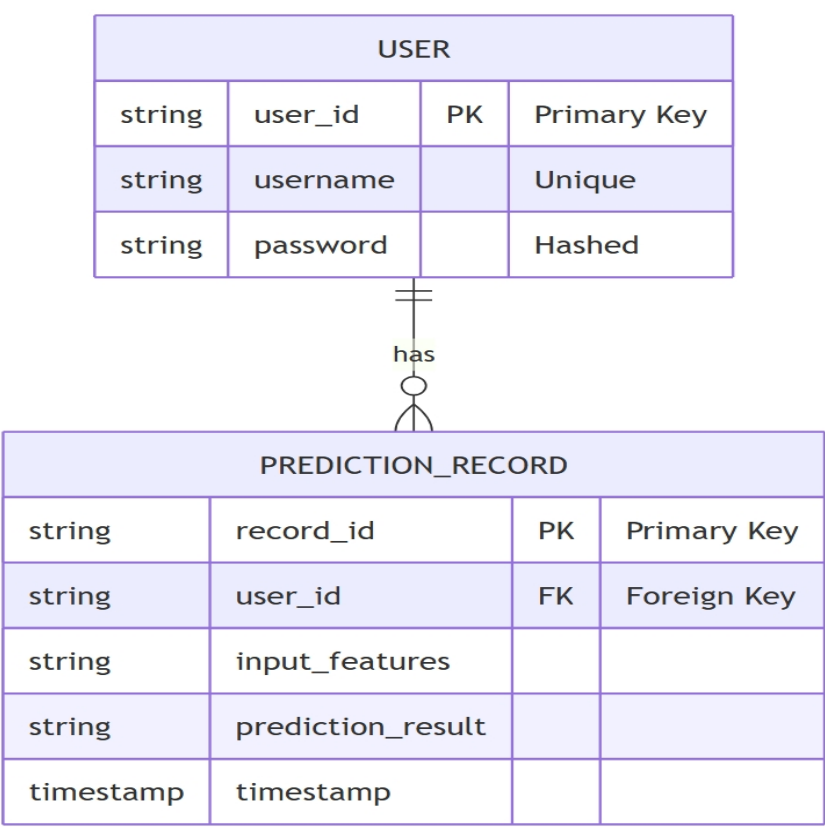 USER
string user_id PK Primary Key
string username Unique
string password Hashed
has
PREDICTION_RECORD
string record_id PK Primary Key
string user_id FK Foreign Key
string input_features
string prediction_result
timestamp timestamp